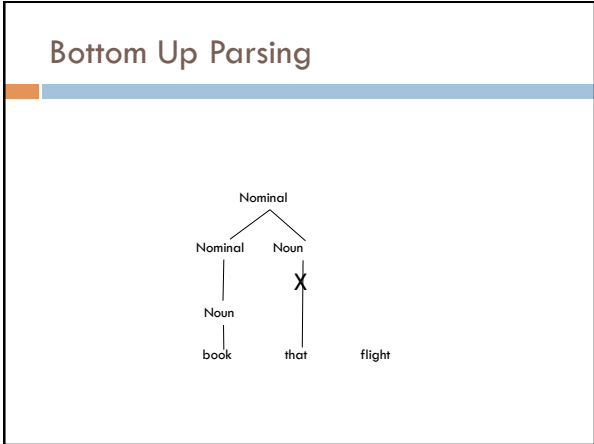 Bottom Up Parsing
Nominal
Nominal Noun
X
Noun
book that flight